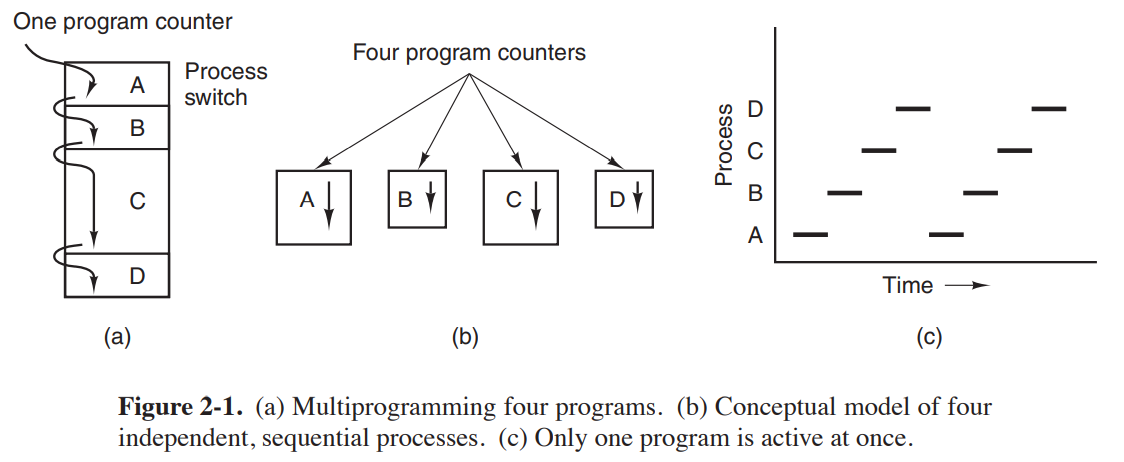 One program counter
A
B
C
D
Process
switch
(a)
Four program counters
A
B
C
D
(b)
Process
D
C
B
A
Time
(c)
Figure 2-1. (a) Multiprogramming four programs. (b) Conceptual model of four
independent, sequential processes. (c) Only one program is active at once.